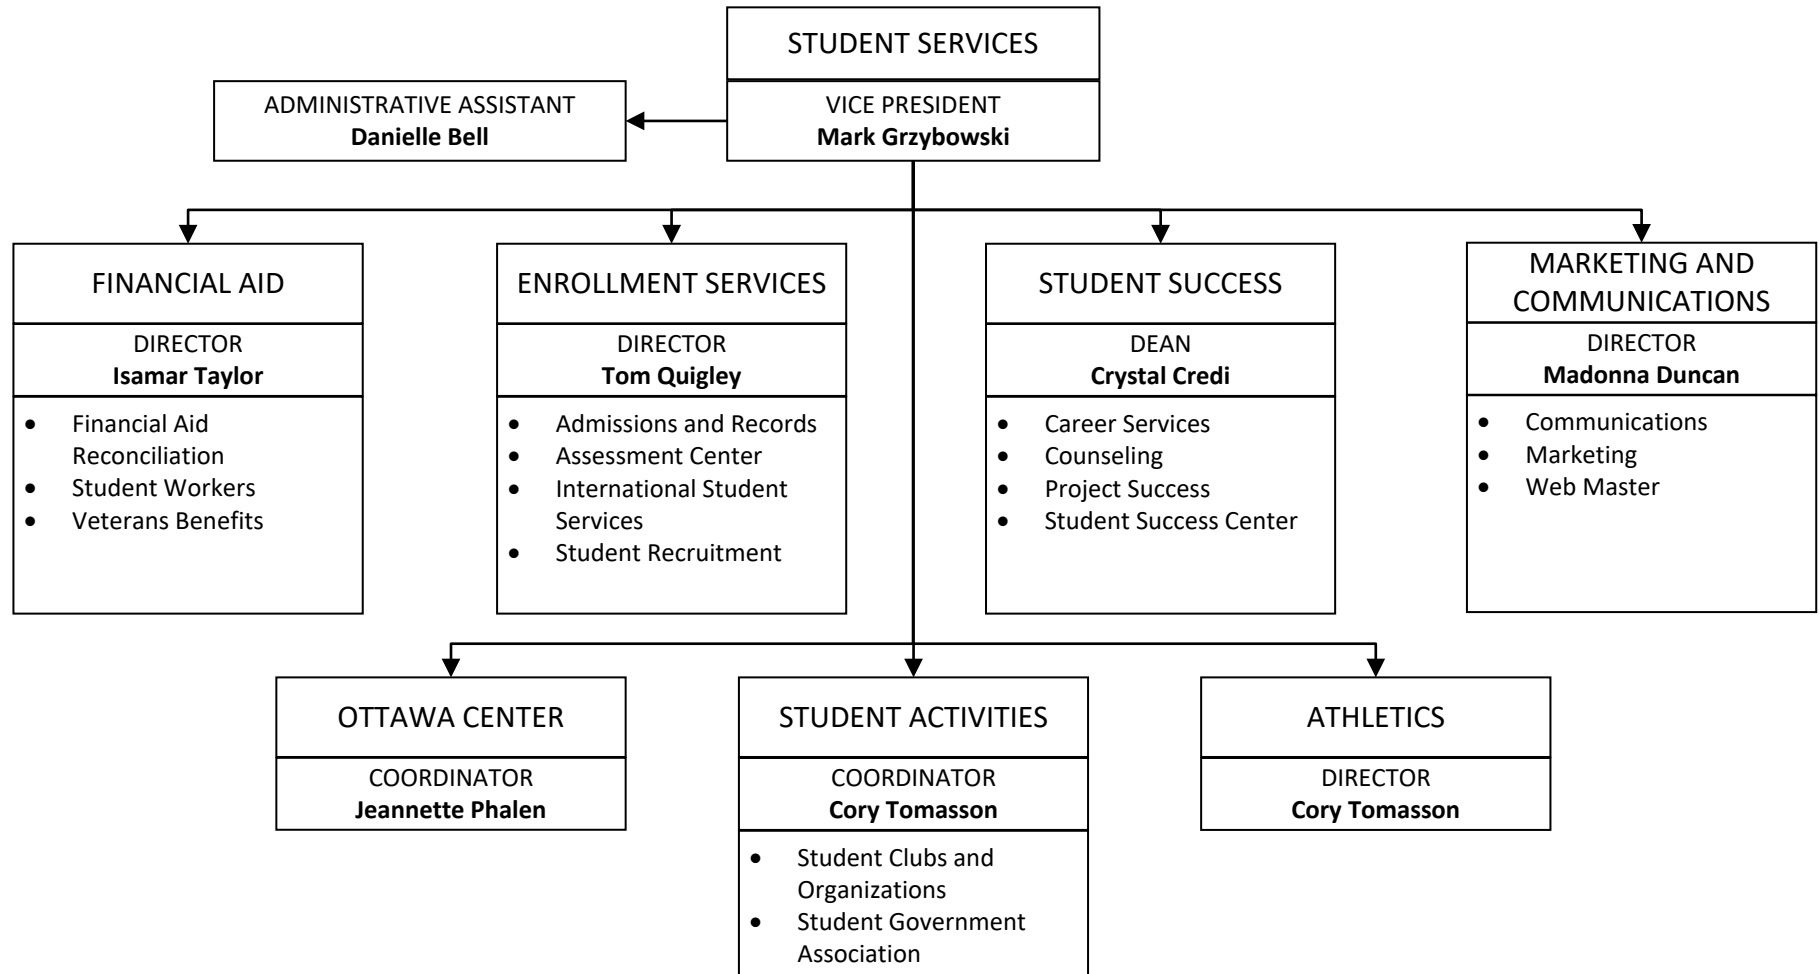 STUDENT SERVICES
ADMINISTRATIVE ASSISTANT
Danielle Bell
VICE PRESIDENT
Mark Grzybowski
FINANCIAL AID
DIRECTOR
Isamar Taylor
• Financial Aid
Reconciliation
• Student Workers
• Veterans Benefits
ENROLLMENT SERVICES
DIRECTOR
Tom Quigley
• Admissions and Records
• Assessment Center
• International Student
Services
• Student Recruitment
STUDENT SUCCESS
DEAN
Crystal Credi
• Career Services
• Counseling
• Project Success
• Student Success Center
MARKETING AND
COMMUNICATIONS
DIRECTOR
Madonna Duncan
• Communications
• Marketing
• Web Master
OTTAWA CENTER
COORDINATOR
Jeannette Phalen
STUDENT ACTIVITIES
COORDINATOR
Cory Tomasson
• Student Clubs and
Organizations
• Student Government
Association
ATHLETICS
DIRECTOR
Cory Tomasson